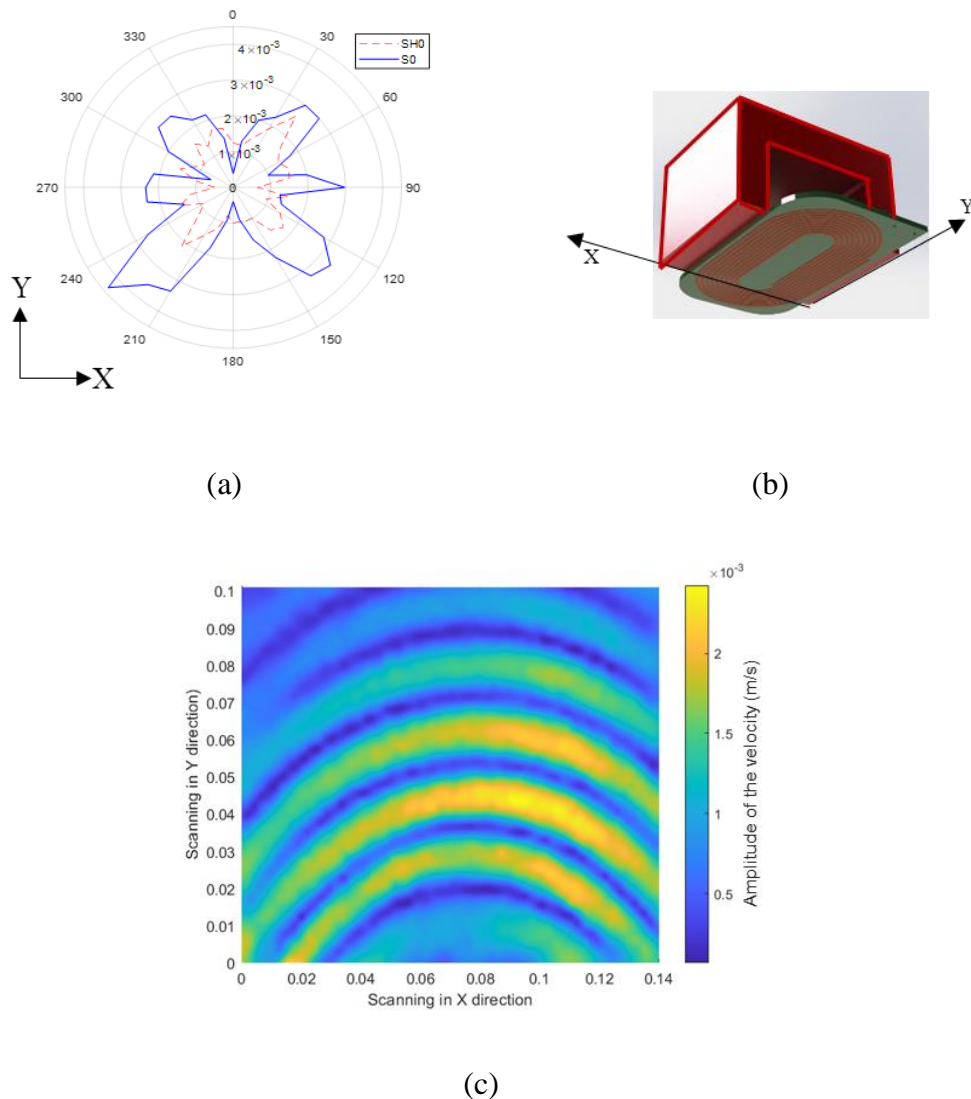 0
330
30
SH0
S0
4×10⁻³
300
60
3×10⁻³
2×10⁻³
1×10⁻³
270
0
90
240
120
210
150
180
Y
X
(a)
X
Y
(b)
×10⁻³
0.1
0.09
0.08
0.07
0.06
0.05
0.04
0.03
0.02
0.01
0
Scanning in Y direction)
0 0.02 0.04 0.06 0.08 0.1 0.12 0.14
Scanning in X direction
2
1.5
1
0.5
Amplitude of the velocity (m/s)
(c)